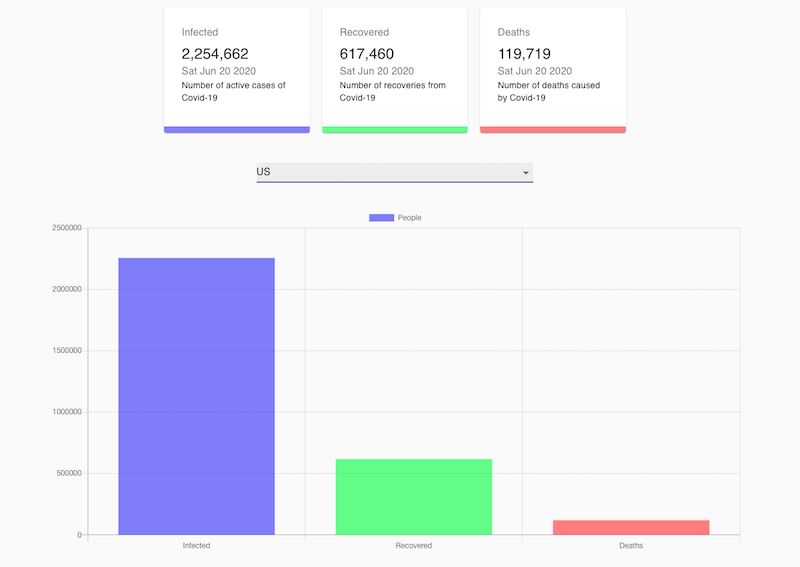 Infected
2,254,662
Sat Jun 20 2020
Number of active cases of
Covid-19
Recovered
617,460
Sat Jun 20 2020
Number of recoveries from
Covid-19
Deaths
119,719
Sat Jun 20 2020
Number of deaths caused
by Covid-19
US
People
2500000
2000000
1500000
1000000
500000
0
Infected
Recovered
Deaths